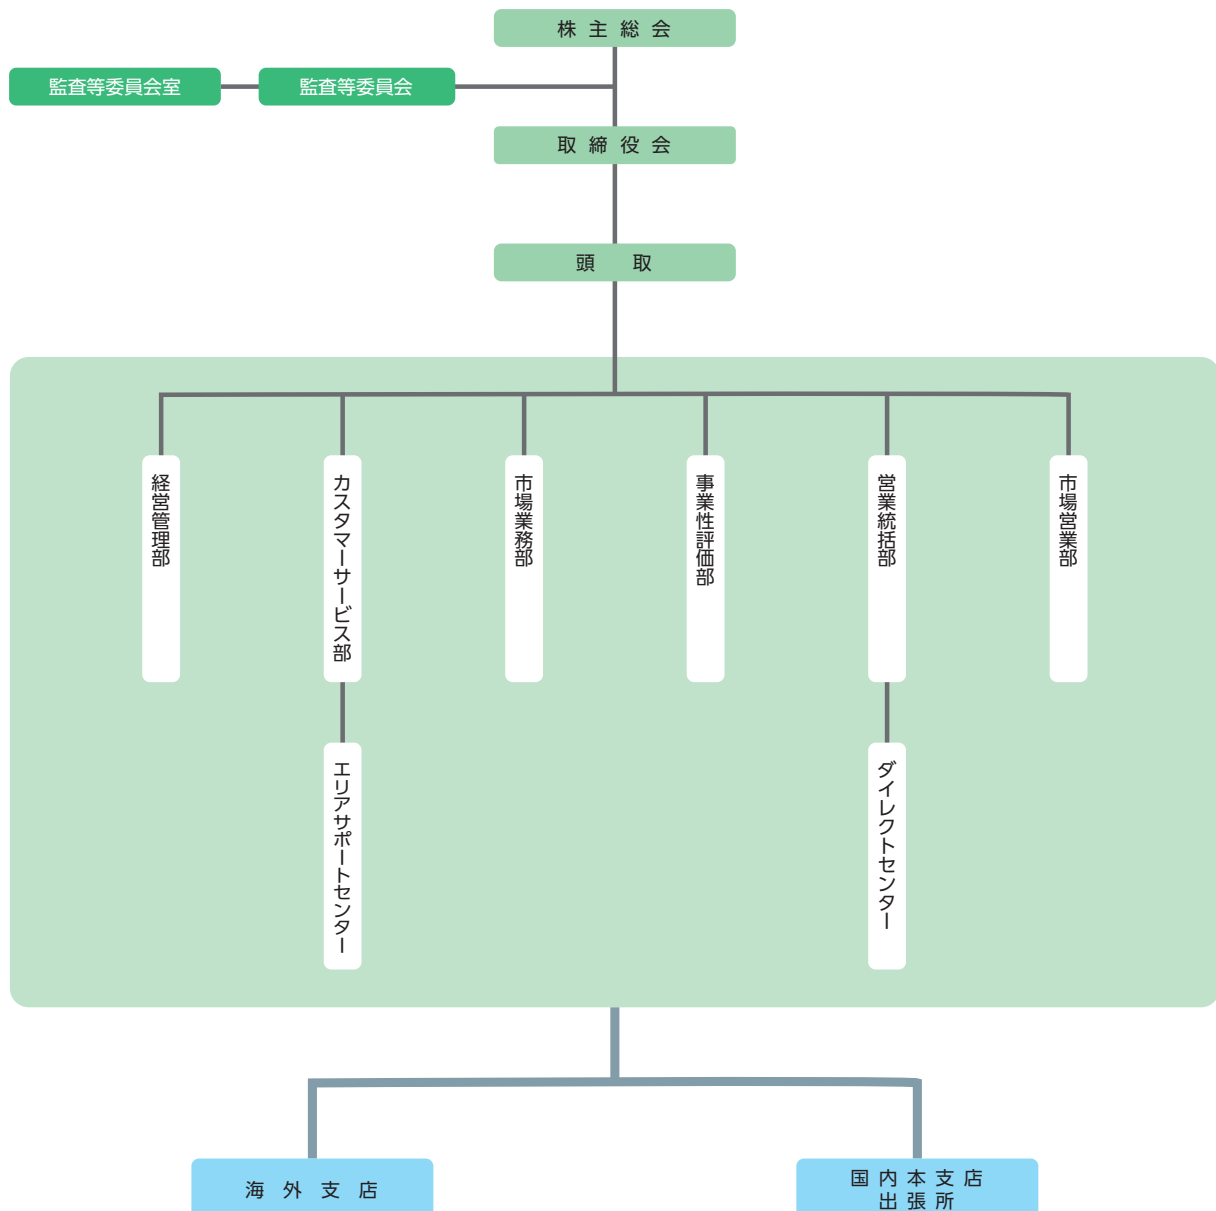 株主総会
監査等委員会室
監査等委員会
取締役会
頭取
経営管理部
カスタマーサービス部
市場業務部
事業性評価部
営業統括部
市場営業部
エリアサポートセンター
ダイレクトセンター
海外支店
国内本支店
出張所